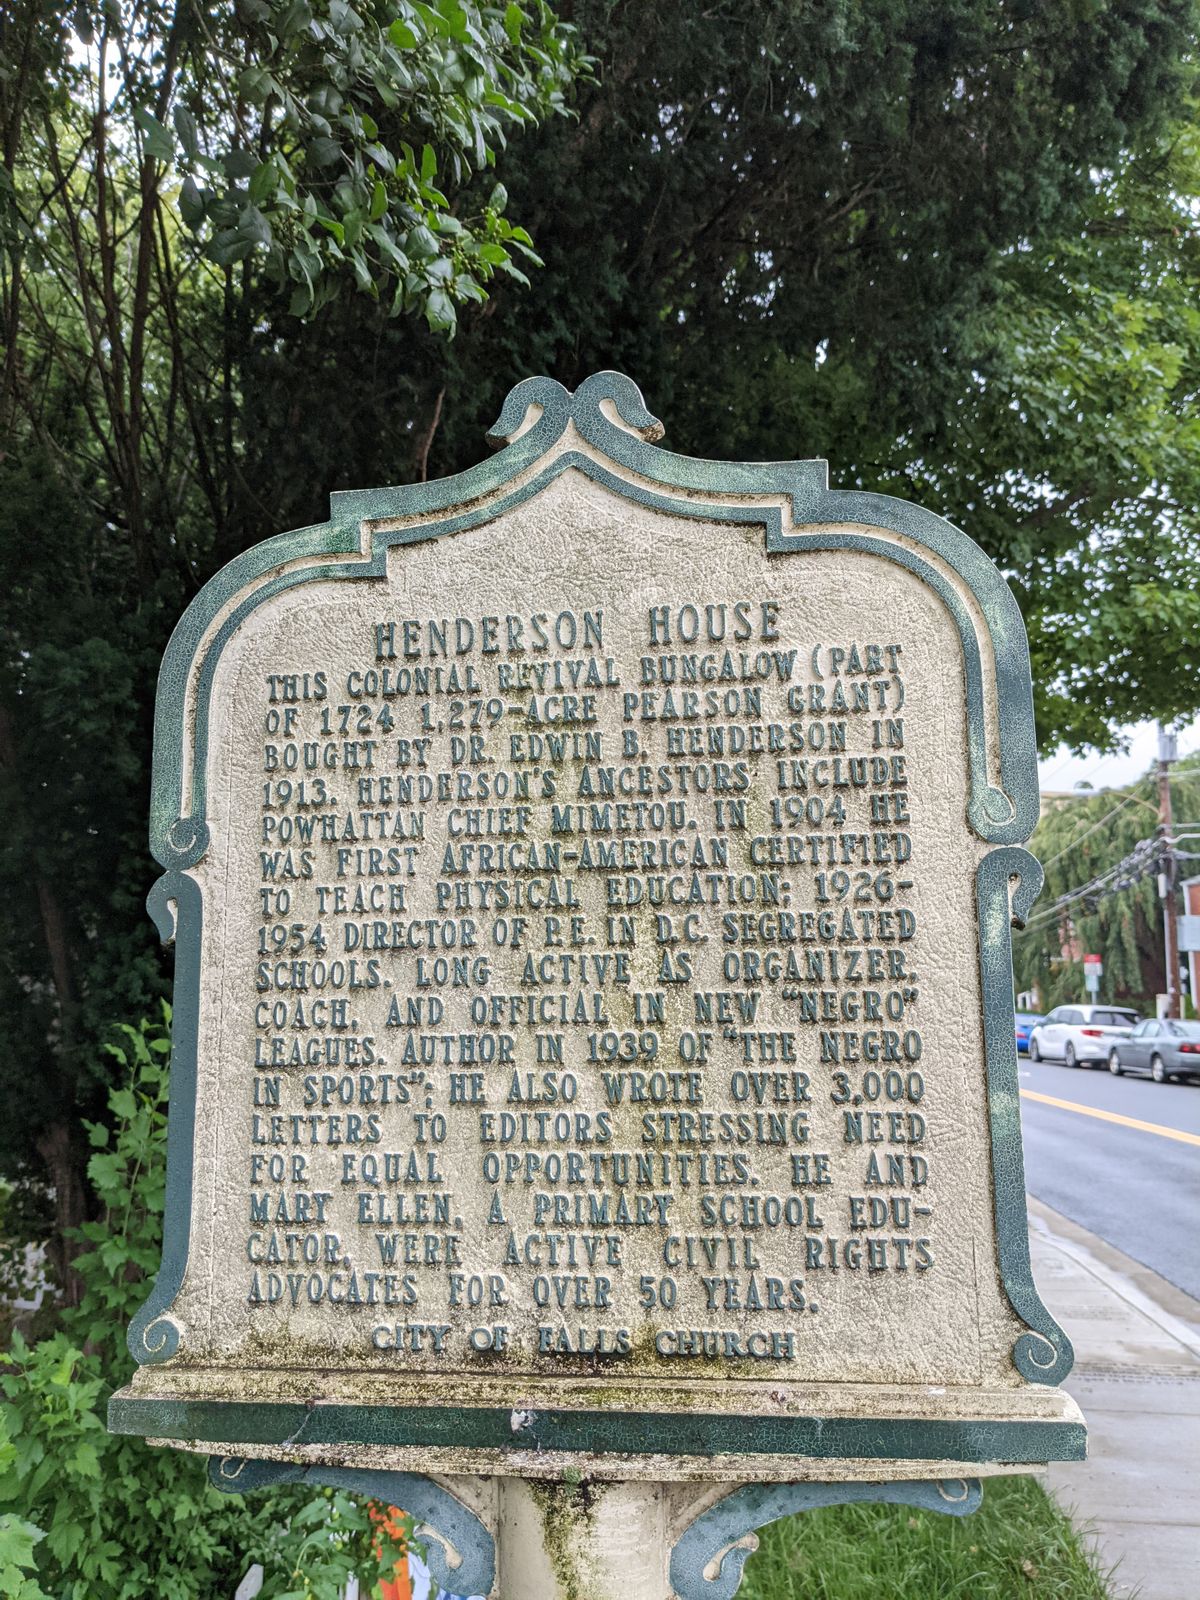 HENDERSON HOUSE
THIS COLONIAL REVIVAL BUNGALOW (PART
OF 1724 1,279-ACRE PEARSON GRANT)
BOUGHT BY DR. EDWIN B. HENDERSON IN
1913. HENDERSON'S ANCESTORS INCLUDE
POWHATTAN CHIEF MIMETOU. IN 1904 HE
WAS FIRST AFRICAN-AMERICAN CERTIFIED
TO TEACH PHYSICAL EDUCATION; 1926-
1954 DIRECTOR OF P.E. IN D.C. SEGREGATED
SCHOOLS. LONG ACTIVE AS ORGANIZER,
COACH, AND OFFICIAL IN NEW "NEGRO"
LEAGUES. AUTHOR IN 1939 OF "THE NEGRO
IN SPORTS"; HE ALSO WROTE OVER 3,000
LETTERS TO EDITORS STRESSING NEED
FOR EQUAL OPPORTUNITIES. HE AND
MARY ELLEN, A PRIMARY SCHOOL EDU-
CATOR, WERE ACTIVE CIVIL RIGHTS
ADVOCATES FOR OVER 50 YEARS.
CITY OF FALLS CHURCH